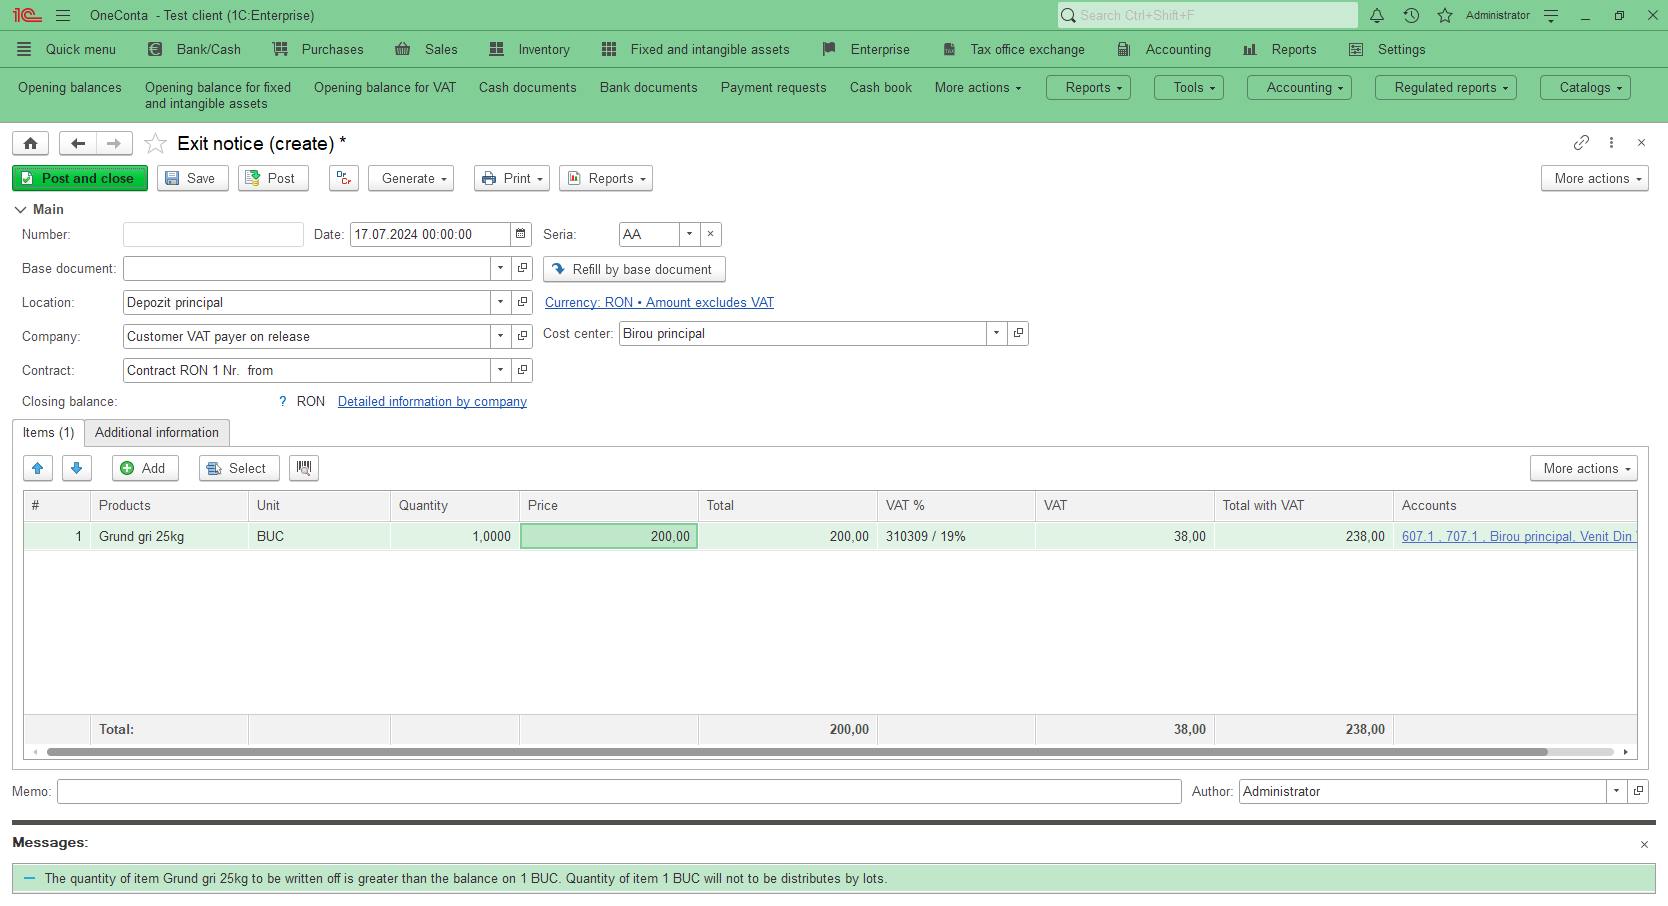 OneConta - Test client (1C:Enterprise)
Search Ctrl+Shift+F
Administrator
Quick menu
Bank/Cash
Purchases
Sales
Inventory
Fixed and intangible assets
Enterprise
Tax office exchange
Accounting
Reports
Settings
Opening balances
Opening balance for fixed
and intangible assets
Opening balance for VAT
Cash documents
Bank documents
Payment requests
Cash book
More actions
Reports
Tools
Accounting
Regulated reports
Catalogs
Exit notice (create) *
Post and close
Save
Post
Dr
Cr
Generate
Print
Reports
More actions
Main
Number:
Date: 17.07.2024 00:00:00
Seria: AA
Base document:
Refill by base document
Location: Depozit principal
Currency: RON • Amount excludes VAT
Company: Customer VAT payer on release
Cost center: Birou principal
Contract: Contract RON 1 Nr.  from
Closing balance: ? RON Detailed information by company
Items (1)
Additional information
Add
Select
More actions
# Products Unit Quantity Price Total VAT % VAT Total with VAT Accounts
1 Grund gri 25kg BUC 1,0000 200,00 200,00 310309 / 19% 38,00 238,00 607.1 , 707.1 , Birou principal, Venit Din
Total: 200,00 38,00 238,00
Memo:
Author: Administrator
Messages:
The quantity of item Grund gri 25kg to be written off is greater than the balance on 1 BUC. Quantity of item 1 BUC will not to be distributes by lots.